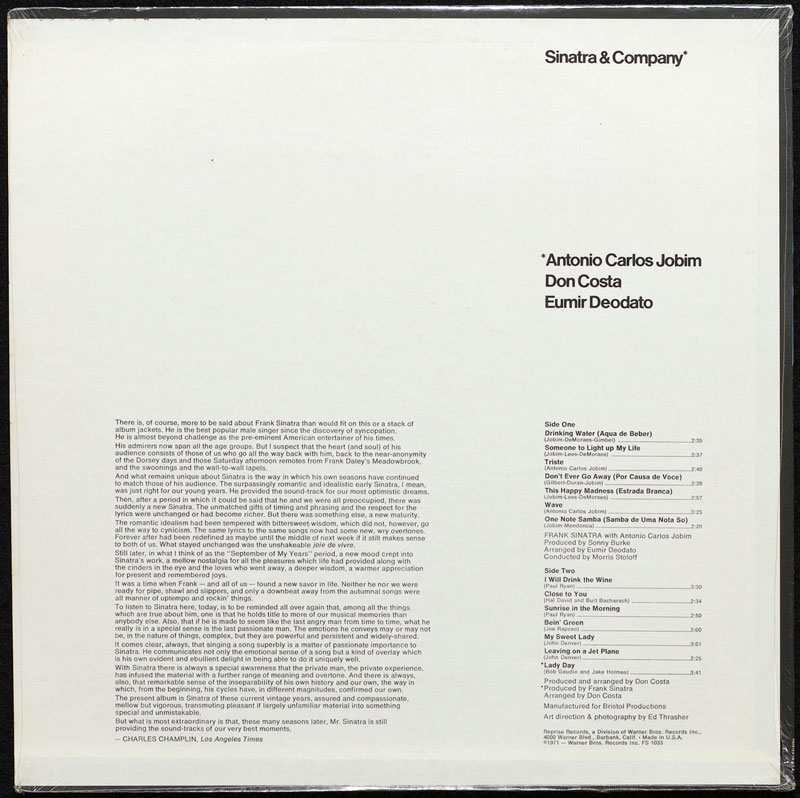 Sinatra & Company*
*Antonio Carlos Jobim
Don Costa
Eumir Deodato
There is, of course, more to be said about Frank Sinatra than would fit on this or a stack of
album jackets. He is the best popular male singer since the discovery of syncopation.
He is almost beyond challenge as the pre-eminent American entertainer of his times.
His admirers now span all the age groups. But I suspect that the heart (and soul) of his
audience consists of those of us who go all the way back with him, back to the near-anonymity
of the Dorsey days and those Saturday afternoon remotes from Frank Daley's Meadowbrook,
and the swoonings and the wall-to-wall lapels.
And what remains unique about Sinatra is the way in which his own seasons have continued
to match those of his audience. The surpassingly romantic and idealistic early Sinatra, I mean,
was just right for our young years. He provided the sound-track for our most optimistic dreams.
Then, after a period in which it could be said that he and we were all preoccupied, there was
suddenly a new Sinatra. The unmatched gifts of timing and phrasing and the respect for the
lyrics were unchanged or had become richer. But there was something else, a new maturity.
The romantic idealism had been tempered with bittersweet wisdom, which did not, however, go
all the way to cynicism. The same lyrics to the same songs now had some new, wry overtones.
Forever after had been redefined as maybe until the middle of next week if it still makes sense
to both of us. What stayed unchanged was the unshakeable joie de vivre.
Still later, in what I think of as the "September of My Years" period, a new mood crept into
Sinatra's work, a mellow nostalgia for all the pleasures which life had provided along with
the cinders in the eye and the loves who went away, a deeper wisdom, a warmer appreciation
for present and remembered joys.
It was a time when Frank — and all of us — found a new savor in life. Neither he nor we were
ready for pipe, shawl and slippers, and only a downbeat away from the autumnal songs were
all manner of uptempo and rockin' things.
To listen to Sinatra here, today, is to be reminded all over again that, among all the things
which are true about him, one is that he holds title to more of our musical memories than
anybody else. Also, that if he is made to seem like the last angry man from time to time, what he
really is in a special sense is the last passionate man. The emotions he conveys may or may not
be, in the nature of things, complex, but they are powerful and persistent and widely-shared.
It comes clear, always, that singing a song superbly is a matter of passionate importance to
Sinatra. He communicates not only the emotional sense of a song but a kind of overlay which
is his own evident and ebullient delight in being able to do it uniquely well.
With Sinatra there is always a special awareness that the private man, the private experience,
has infused the material with a further range of meaning and overtone. And there is always,
also, that remarkable sense of the inseparability of his own history and our own, the way in
which, from the beginning, his cycles have, in different magnitudes, confirmed our own.
The present album is Sinatra of these current vintage years, assured and compassionate,
mellow but vigorous, transmuting pleasant if largely unfamiliar material into something
special and unmistakable.
But what is most extraordinary is that, these many seasons later, Mr. Sinatra is still
providing the sound-tracks of our very best moments.
— CHARLES CHAMPLIN, Los Angeles Times
Side One
Drinking Water (Aqua de Beber)
(Jobim-DeMoraes-Gimbel) 2:35
Someone to Light up My Life
(Jobim-Lees-DeMoraes) 2:37
Triste
(Antonio Carlos Jobim) 2:40
Don't Ever Go Away (Por Causa de Voce)
(Gilbert-Duran-Jobim) 2:28
This Happy Madness (Estrada Branca)
(Jobim-Lees-DeMoraes) 2:57
Wave
(Antonio Carlos Jobim) 3:25
One Note Samba (Samba de Uma Nota So)
(Jobim-Mendonca) 2:20
FRANK SINATRA with Antonio Carlos Jobim
Produced by Sonny Burke
Arranged by Eumir Deodato
Conducted by Morris Stoloff
Side Two
I Will Drink the Wine
(Paul Ryan) 3:30
Close to You
(Hal David and Burt Bacharach) 2:34
Sunrise in the Morning
(Paul Ryan) 2:50
Bein' Green
(Joe Raposo) 3:00
My Sweet Lady
(John Denver) 3:01
Leaving on a Jet Plane
(John Denver) 2:25
*Lady Day
(Bob Gaudio and Jake Holmes) 3:41
Produced and arranged by Don Costa
*Produced by Frank Sinatra
Arranged by Don Costa
Manufactured for Bristol Productions
Art direction & photography by Ed Thrasher
Reprise Records, a Division of Warner Bros. Records Inc.,
4000 Warner Blvd., Burbank, Calif. • Made in U.S.A.
℗1971 — Warner Bros. Records Inc. FS 1033